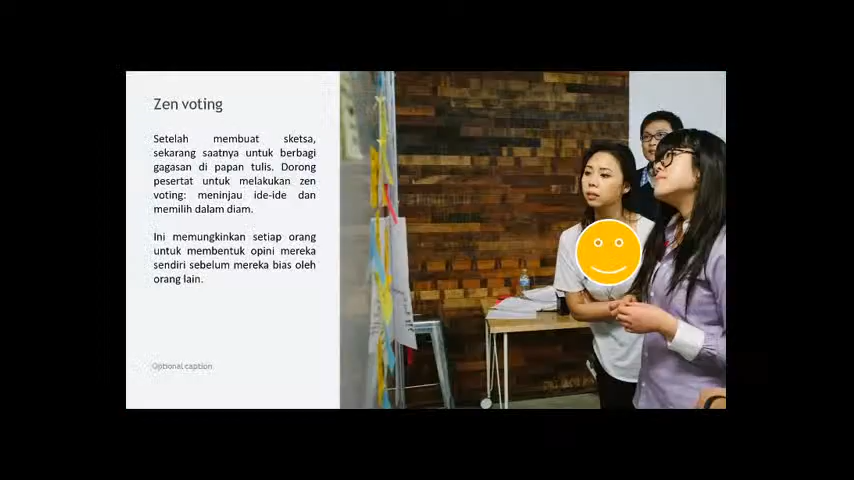 Zen voting
Setelah membuat sketsa,
sekarang saatnya untuk berbagi
gagasan di papan tulis. Dorong
pesertat untuk melakukan zen
voting: meninjau ide-ide dan
memilih dalam diam.
Ini memungkinkan setiap orang
untuk membentuk opini mereka
sendiri sebelum mereka bias oleh
orang lain.
Optional caption